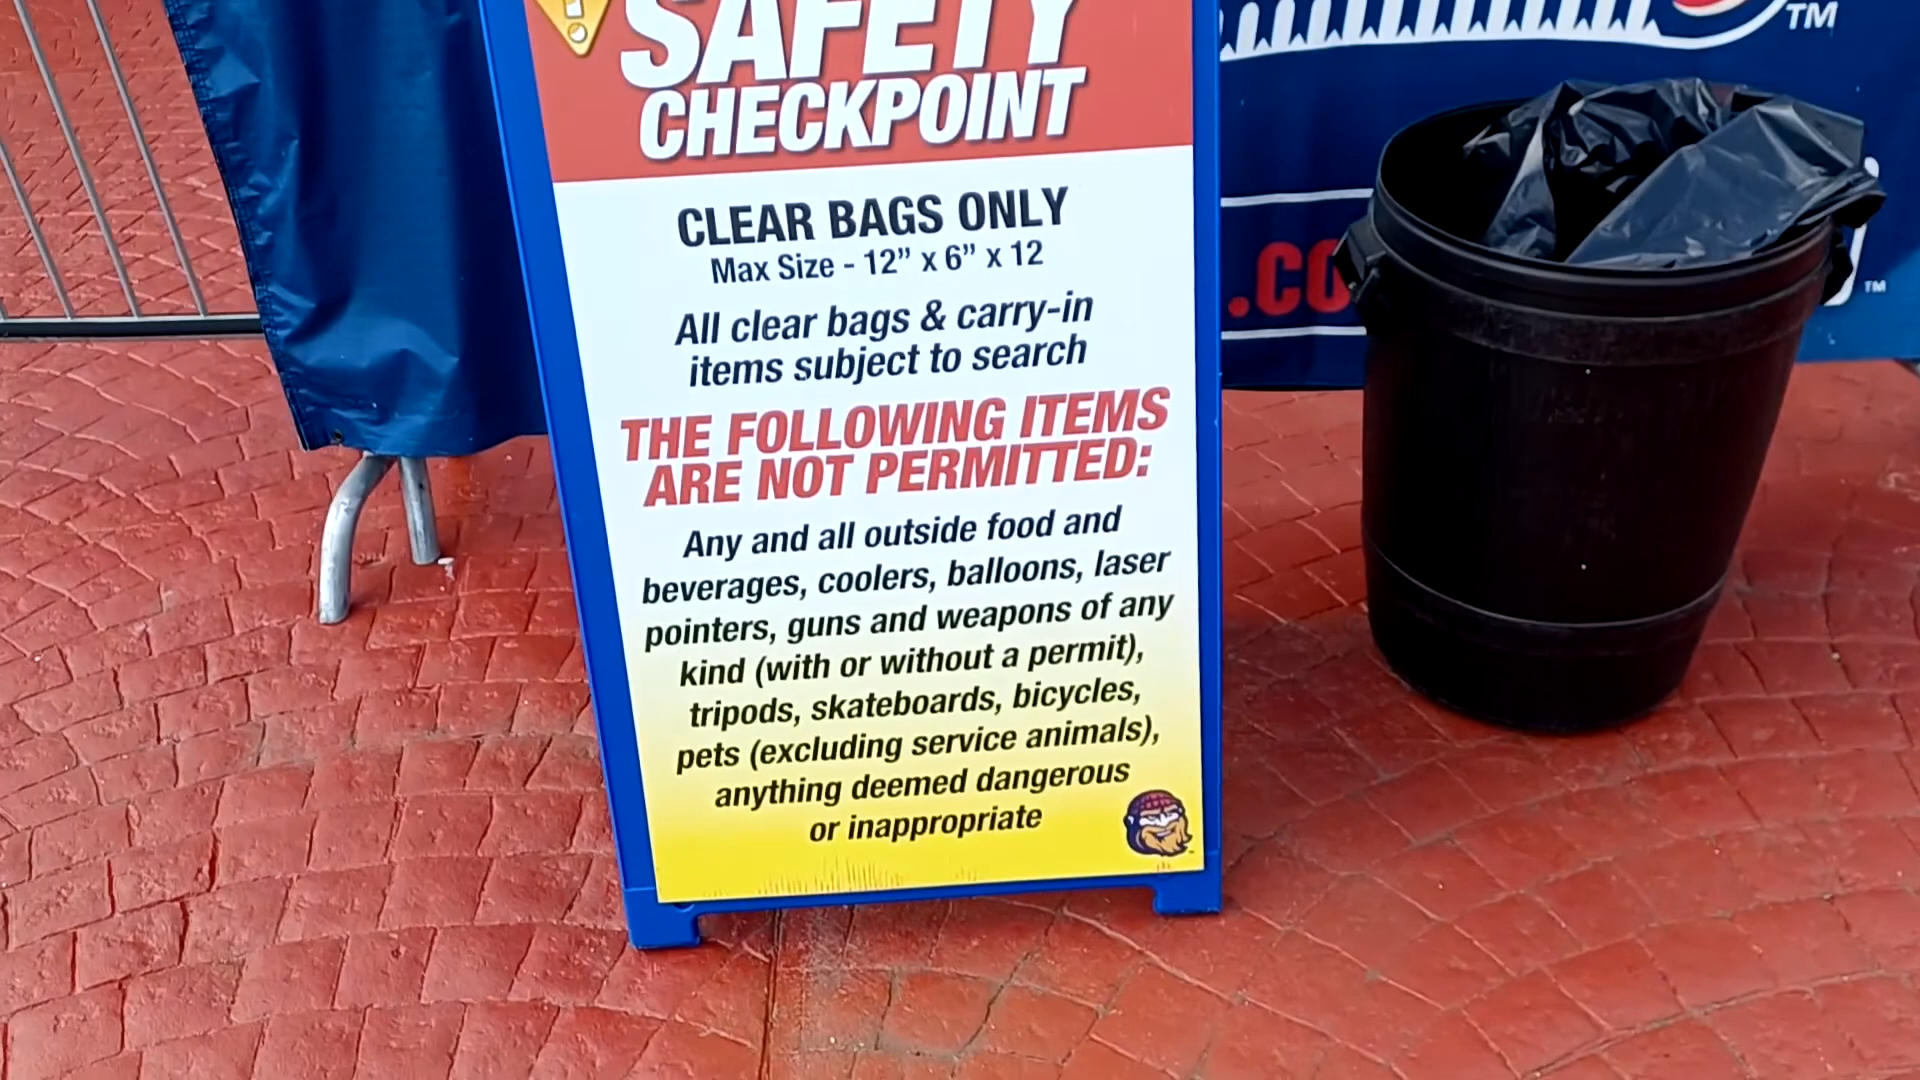 SAFETY
CHECKPOINT
CLEAR BAGS ONLY
Max Size - 12” x 6” x 12
All clear bags & carry-in
items subject to search
THE FOLLOWING ITEMS
ARE NOT PERMITTED:
Any and all outside food and
beverages, coolers, balloons, laser
pointers, guns and weapons of any
kind (with or without a permit),
tripods, skateboards, bicycles,
pets (excluding service animals),
anything deemed dangerous
or inappropriate
TM
.CO
TM